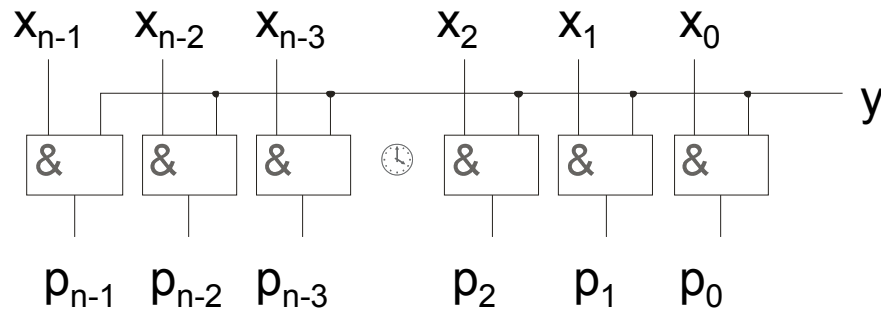 xₙ₋₁ xₙ₋₂ xₙ₋₃ x₂ x₁ x₀
y
& & & & & &
pₙ₋₁ pₙ₋₂ pₙ₋₃ p₂ p₁ p₀